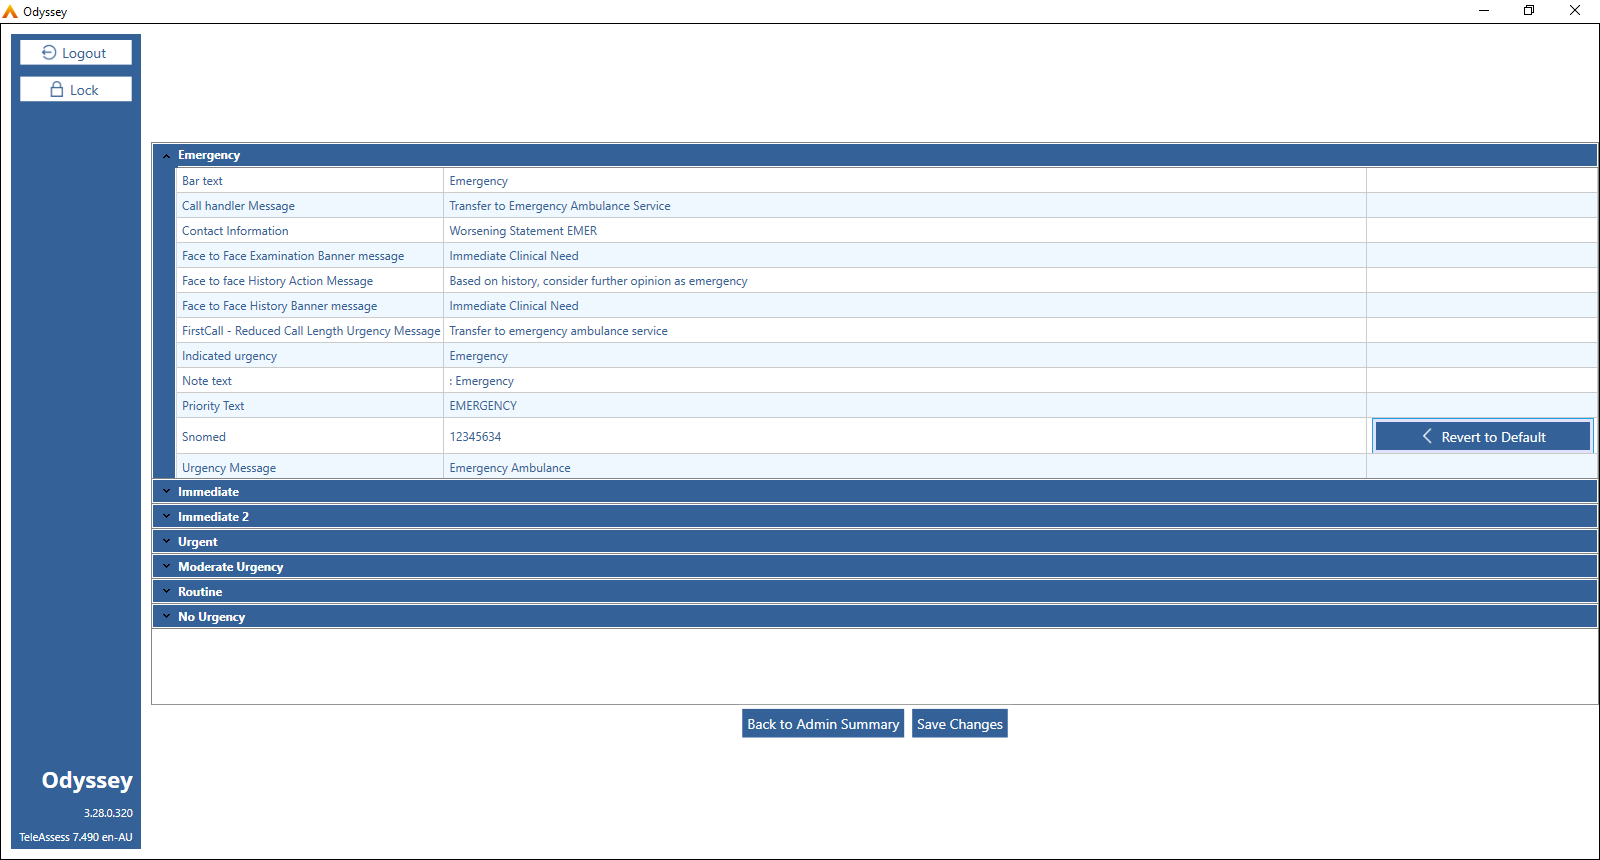 Odyssey
Logout
Lock
Emergency
Bar text Emergency
Call handler Message Transfer to Emergency Ambulance Service
Contact Information Worsening Statement EMER
Face to Face Examination Banner message Immediate Clinical Need
Face to face History Action Message Based on history, consider further opinion as emergency
Face to Face History Banner message Immediate Clinical Need
FirstCall - Reduced Call Length Urgency Message Transfer to emergency ambulance service
Indicated urgency Emergency
Note text : Emergency
Priority Text EMERGENCY
Snomed 12345634 Revert to Default
Urgency Message Emergency Ambulance
Immediate
Immediate 2
Urgent
Moderate Urgency
Routine
No Urgency
Back to Admin Summary Save Changes
Odyssey
3.28.0.320
TeleAssess 7.490 en-AU